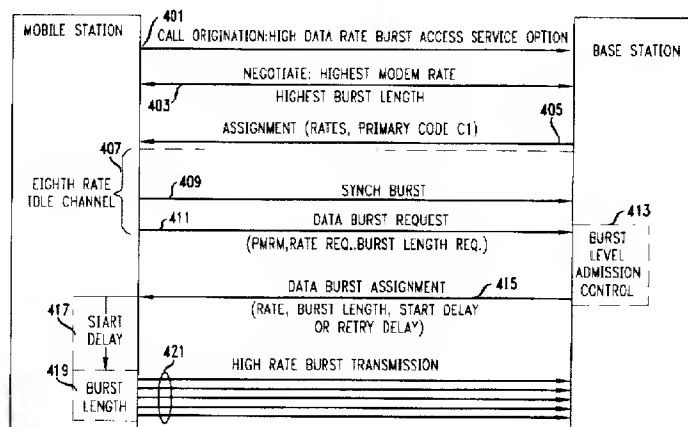 MOBILE STATION
401
CALL ORIGINATION:HIGH DATA RATE BURST ACCESS SERVICE OPTION
BASE STATION
NEGOTIATE: HIGHEST MODEM RATE
403
HIGHEST BURST LENGTH
405
ASSIGNMENT (RATES, PRIMARY CODE C1)
407
EIGHTH RATE
IDLE CHANNEL
409
SYNCH BURST
411
DATA BURST REQUEST
(PMRM,RATE REQ.,BURST LENGTH REQ.)
413
BURST
LEVEL
ADMISSION
CONTROL
DATA BURST ASSIGNMENT
415
(RATE, BURST LENGTH, START DELAY
OR RETRY DELAY)
417
START
DELAY
421
HIGH RATE BURST TRANSMISSION
419
BURST
LENGTH